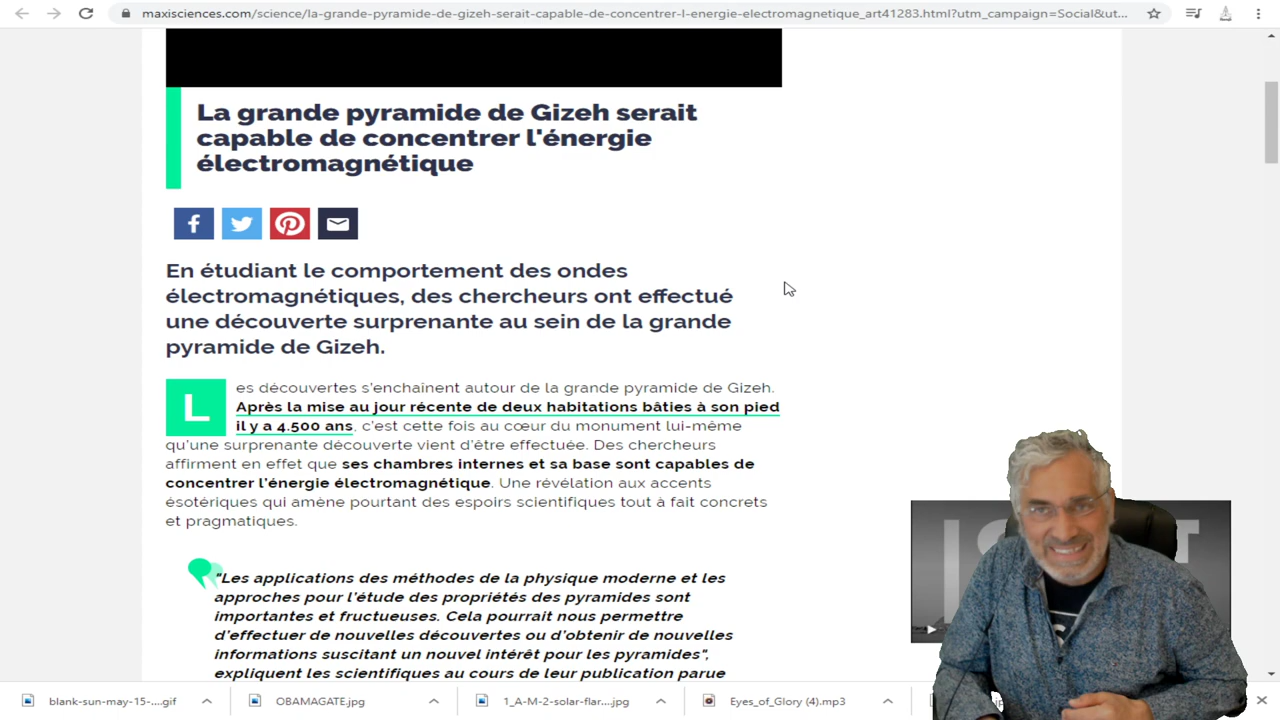 maxisciences.com/science/la-grande-pyramide-de-gizeh-serait-capable-de-concentrer-l-energie-electromagnetique_art41283.html?utm_campaign=Social&ut...
La grande pyramide de Gizeh serait
capable de concentrer l'énergie
électromagnétique
En étudiant le comportement des ondes
électromagnétiques, des chercheurs ont effectué
une découverte surprenante au sein de la grande
pyramide de Gizeh.
Les découvertes s'enchaînent autour de la grande pyramide de Gizeh.
Après la mise au jour récente de deux habitations bâties à son pied
il y a 4.500 ans, c'est cette fois au cœur du monument lui-même
qu'une surprenante découverte vient d'être effectuée. Des chercheurs
affirment en effet que ses chambres internes et sa base sont capables de
concentrer l'énergie électromagnétique. Une révélation aux accents
ésotériques qui amène pourtant des espoirs scientifiques tout à fait concrets
et pragmatiques.
"Les applications des méthodes de la physique moderne et les
approches pour l'étude des propriétés des pyramides sont
importantes et fructueuses. Cela pourrait nous permettre
d'effectuer de nouvelles découvertes ou d'obtenir de nouvelles
informations suscitant un nouvel intérêt pour les pyramides",
expliquent les scientifiques au cours de leur publication parue
blank-sun-may-15-....gif
OBAMAGATE.jpg
1_A-M-2-solar-flar....jpg
Eyes_of_Glory (4).mp3